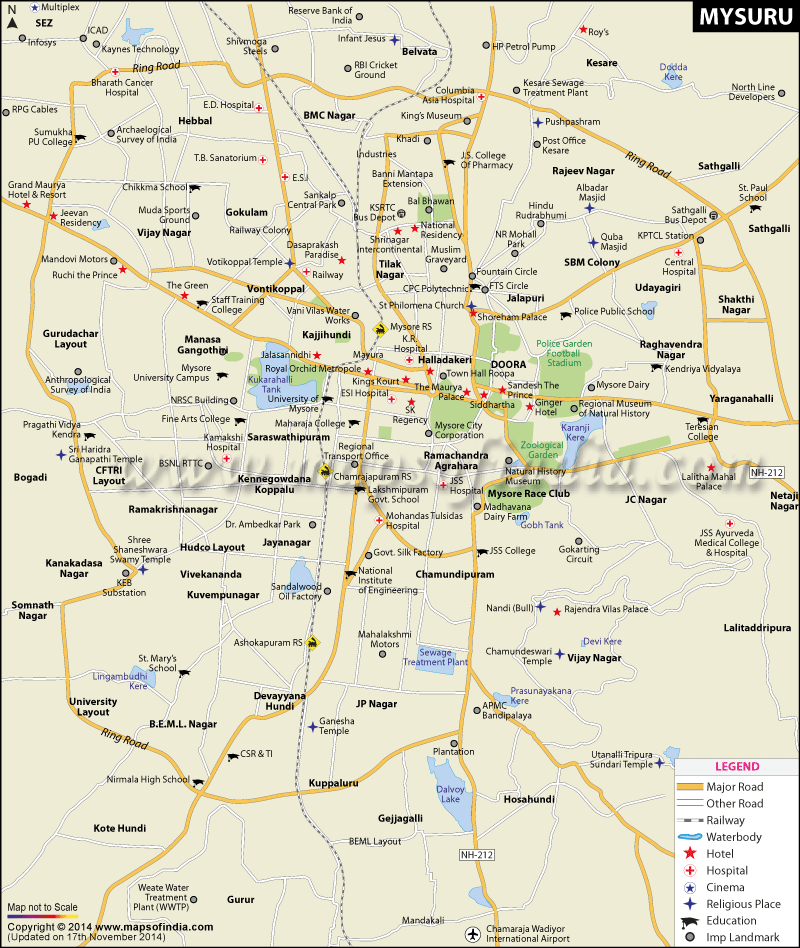 MYSURU
N
Multiplex
SEZ
Infosys
JCAD
Kaynes Technology
Shivmoga
Steels
Reserve Bank of
India
Infant Jesus
Belvata
HP Petrol Pump
Roy's
Kesare
Dodda
Kere
North Line
Developers
RBI Cricket
Ground
Ring Road
Bharath Cancer
Hospital
Columbia
Asia Hospital
Kesare Sewage
Treatment Plant
RPG Cables
E.D. Hospital
Hebbal
BMC Nagar
King's Museum
Pushpashram
Sumukha
PU College
Archaelogical
Survey of India
Khadi
Industries
Post Office
Kesare
Ring Road
T.B. Sanatorium
E.S.I
J.S. College
Of Pharmacy
Sathgalli
Banni Mantapa
Extension
Rajeev Nagar
Grand Maurya
Hotel & Resort
Chikkma School
Sankalp
Central Park
Bal Bhawan
Albadar
Masjid
St. Paul
School
Jeevan
Residency
Muda Sports
Ground
Gokulam
KSRTC
Bus Depot
Hindu
Rudrabhumi
Sathgalli
Bus Depot
Vijay Nagar
Railway Colony
National
Residency
Sathgalli
Shrinagar
Intercontinental
NR Mohall
Park
Quba
Masjid
KPTCL Station
Dasaprakash
Paradise
Muslim
Graveyard
Mandovi Motors
Votikoppal Temple
Tilak
Nagar
SBM Colony
Central
Hospital
Ruchi the Prince
Railway
Fountain Circle
Vontikoppal
CPC Polytechnic
FTS Circle
Udayagiri
The Green
Staff Training
College
Jalapuri
Shakthi
Nagar
Vani Vilas Water
Works
St Philomena Church
Shoreham Palace
Police Public School
Gurudachar
Layout
Kajjihundi
Mysore RS
K.R.
Hospital
Manasa
Gangothri
Police Garden
Football
Stadium
Raghavendra
Nagar
Jalasannidhi
Mayura
Halladakeri
DOORA
Mysore
University Campus
Royal Orchid Metropole
Town Hall Roopa
Kendriya Vidyalaya
Anthropological
Survey of India
Kukarahalli
Tank
Kings Court
The Maurya
Palace
Sandesh The
Prince
Mysore Dairy
ESI Hospital
Siddhartha
Yaraganahalli
NRSC Building
University of
Mysore
SK
Regency
Ginger
Hotel
Regional Museum
of Natural History
Pragathi Vidya
Kendra
Fine Arts College
Maharaja College
Mysore City
Corporation
Karanji
Kere
Teresian
College
Kamakshi
Hospital
Saraswathipuram
Sri Haridra
Ganapathi Temple
Regional
Transport Office
Ramachandra
Agrahara
Zoological
Garden
www.mapsofindia.com
CFTRI
Layout
BSNL RTTC
Chamrajapuram RS
Natural History
Museum
Lalitha Mahal
Palace
NH-212
Bogadi
Kennegowdana
Koppalu
Lakshmipuram
Govt. School
JSS
Hospital
Mysore Race Club
JC Nagar
Netaji
Nagar
Ramakrishnanagar
Madhavana
Dairy Farm
Mohandas Tulsidas
Hospital
Gobh Tank
Dr. Ambedkar Park
JSS Ayurveda
Medical College
& Hospital
Shree
Shaneshwara
Swamy Temple
Hudco Layout
Jayanagar
Govt. Silk Factory
JSS College
Gokarting
Circuit
Kanakadasa
Nagar
Vivekananda
National
Institute
of Engineering
Chamundipuram
KEB
Substation
Kuvempunagar
Sandalwood
Oil Factory
Somnath
Nagar
Nandi (Bull)
Rajendra Vilas Palace
Lalitaddripura
Ashokapuram RS
Mahalakshmi
Motors
Devi Kere
St. Mary's
School
Sewage
Treatment Plant
Chamundeswari
Temple
Vijay Nagar
Lingambudhi
Kere
University
Layout
Devayyana
Hundi
JP Nagar
Prasunayakana
Kere
B.E.M.L. Nagar
Ganesha
Temple
APMC
Bandipalaya
Ring Road
CSR & TI
Plantation
Utanalli Tripura
Sundari Temple
Nirmala High School
Kuppaluru
Dalvoy
Lake
Hosahundi
Kote Hundi
Gejjagalli
BEML Layout
NH-212
Weate Water
Treatment
Plant (WWTP)
Gurur
Mandakali
Chamaraja Wadiyor
International Airport
LEGEND
Major Road
Other Road
Railway
Waterbody
Hotel
Hospital
Cinema
Religious Place
Education
Imp Landmark
Map not to Scale
Copyright © 2014 www.mapsofindia.com
(Updated on 17th November 2014)